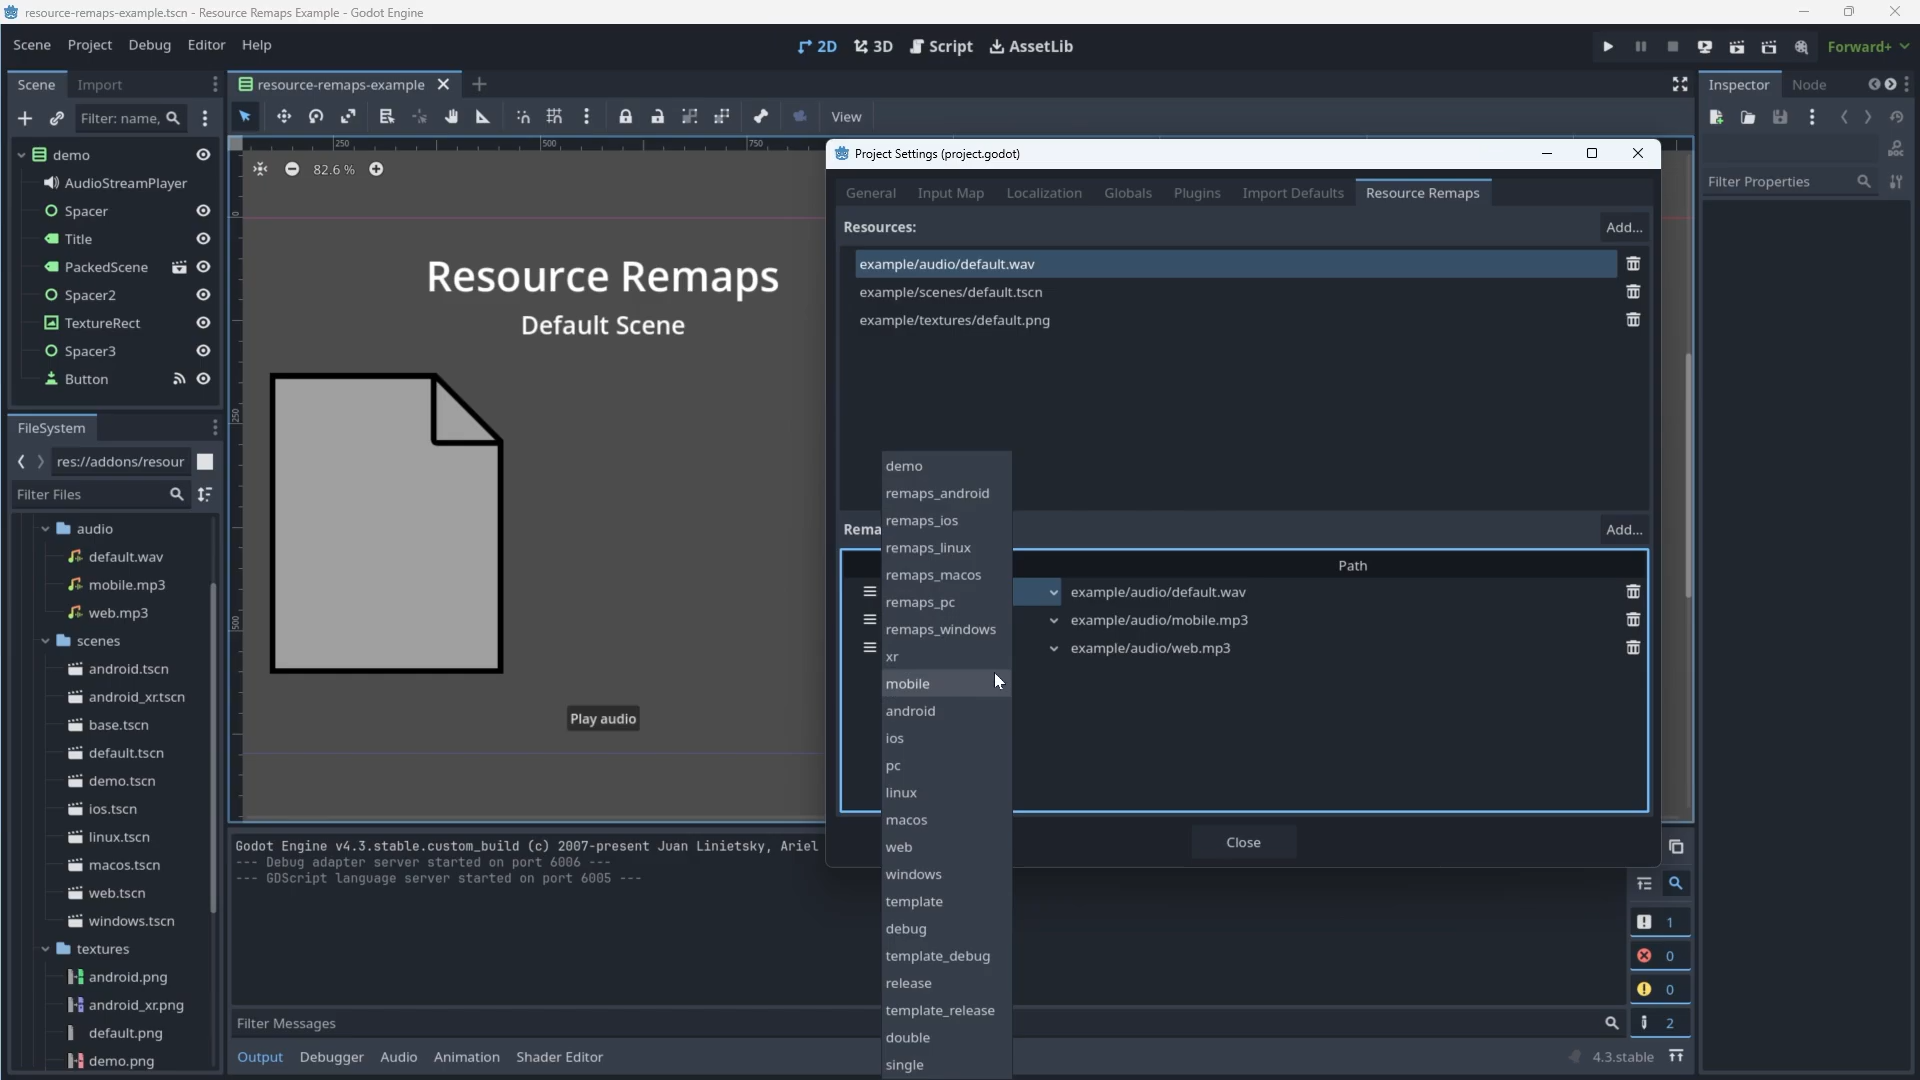 resource-remaps-example.tscn - Resource Remaps Example - Godot Engine
Scene Project Debug Editor Help
2D 3D Script AssetLib
Forward+
Scene Import
resource-remaps-example
Inspector Node
Filter: name,
View
Filter Properties
demo
AudioStreamPlayer
Spacer
Title
PackedScene
Spacer2
TextureRect
Spacer3
Button
FileSystem
res://addons/resour
Filter Files
audio
default.wav
mobile.mp3
web.mp3
scenes
android.tscn
android_xr.tscn
base.tscn
default.tscn
demo.tscn
ios.tscn
linux.tscn
macos.tscn
web.tscn
windows.tscn
textures
android.png
android_xr.png
default.png
demo.png
250 500 750
82.6 %
0
250
500
Resource Remaps
Default Scene
Play audio
Project Settings (project.godot)
General Input Map Localization Globals Plugins Import Defaults Resource Remaps
Resources: Add...
example/audio/default.wav
example/scenes/default.tscn
example/textures/default.png
Rema Add...
Path
example/audio/default.wav
example/audio/mobile.mp3
example/audio/web.mp3
Close
demo
remaps_android
remaps_ios
remaps_linux
remaps_macos
remaps_pc
remaps_windows
xr
mobile
android
ios
pc
linux
macos
web
windows
template
debug
template_debug
release
template_release
double
single
Godot Engine v4.3.stable.custom_build (c) 2007-present Juan Linietsky, Ariel
--- Debug adapter server started on port 6006 ---
--- GDScript language server started on port 6005 ---
1
0
0
2
Filter Messages
Output Debugger Audio Animation Shader Editor
4.3.stable